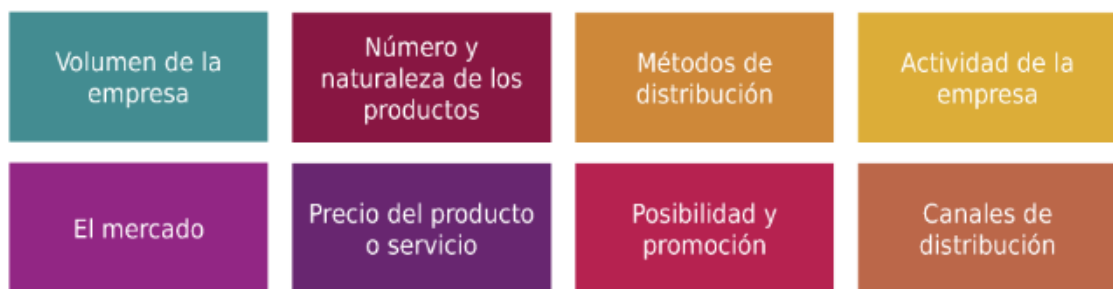 Volumen de la
empresa
Número y
naturaleza de los
productos
Métodos de
distribución
Actividad de la
empresa
El mercado
Precio del producto
o servicio
Posibilidad y
promoción
Canales de
distribución